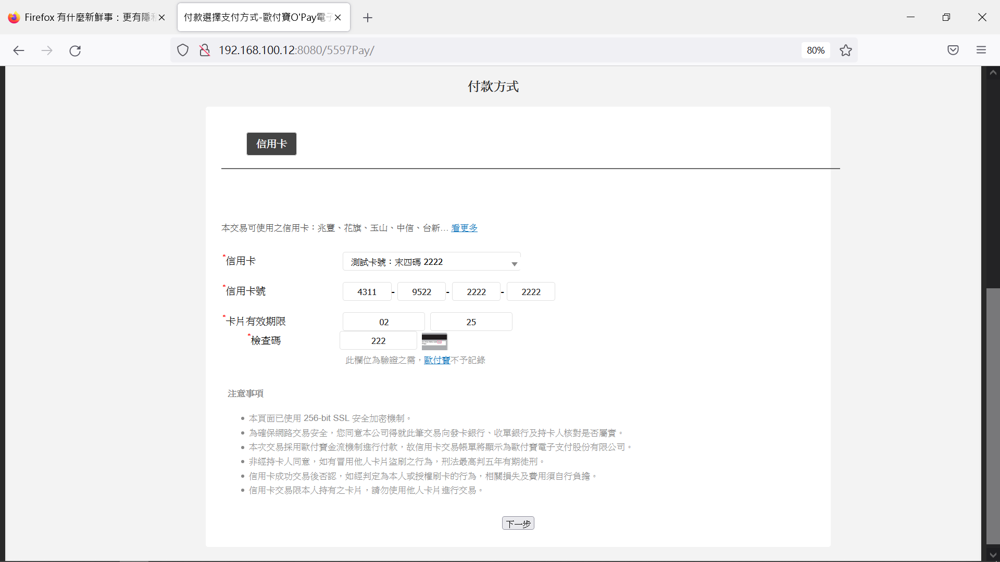 Firefox 有什麼新鮮事：更有隱
付款選擇支付方式-歐付寶O'Pay電子
192.168.100.12:8080/5597Pay/
80%
付款方式
信用卡
本交易可使用之信用卡：兆豐、花旗、玉山、中信、台新... 看更多
*信用卡
測試卡號：末四碼 2222
*信用卡號
4311 - 9522 - 2222 - 2222
*卡片有效期限
02 25
*檢查碼
222
此欄位為驗證之需，歐付寶不予記錄
注意事項
• 本頁面已使用 256-bit SSL 安全加密機制。
• 為確保網路交易安全，您同意本公司得就此筆交易向發卡銀行、收單銀行及持卡人核對是否屬實。
• 本次交易採用歐付寶金流機制進行付款，故信用卡交易帳單將顯示為歐付寶電子支付股份有限公司。
• 非經持卡人同意，如有冒用他人卡片盜刷之行為，刑法最高判五年有期徒刑。
• 信用卡成功交易後否認，如經判定為本人或授權刷卡的行為，相關損失及費用須自行負擔。
• 信用卡交易限本人持有之卡片，請勿使用他人卡片進行交易。
下一步